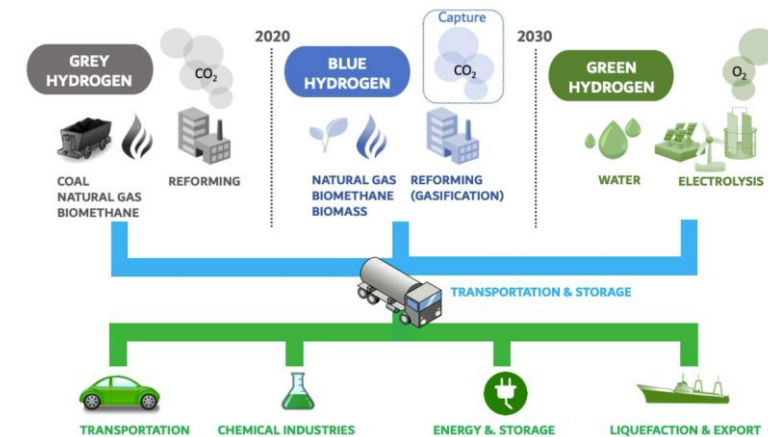 Capture
2020
2030
GREY
HYDROGEN
CO2
BLUE
HYDROGEN
CO2
GREEN
HYDROGEN
O2
COAL
NATURAL GAS
BIOMETHANE
REFORMING
NATURAL GAS
BIOMETHANE
BIOMASS
REFORMING
(GASIFICATION)
WATER
ELECTROLYSIS
TRANSPORTATION & STORAGE
TRANSPORTATION
CHEMICAL INDUSTRIES
ENERGY &. STORAGE
LIQUEFACTION & EXPORT